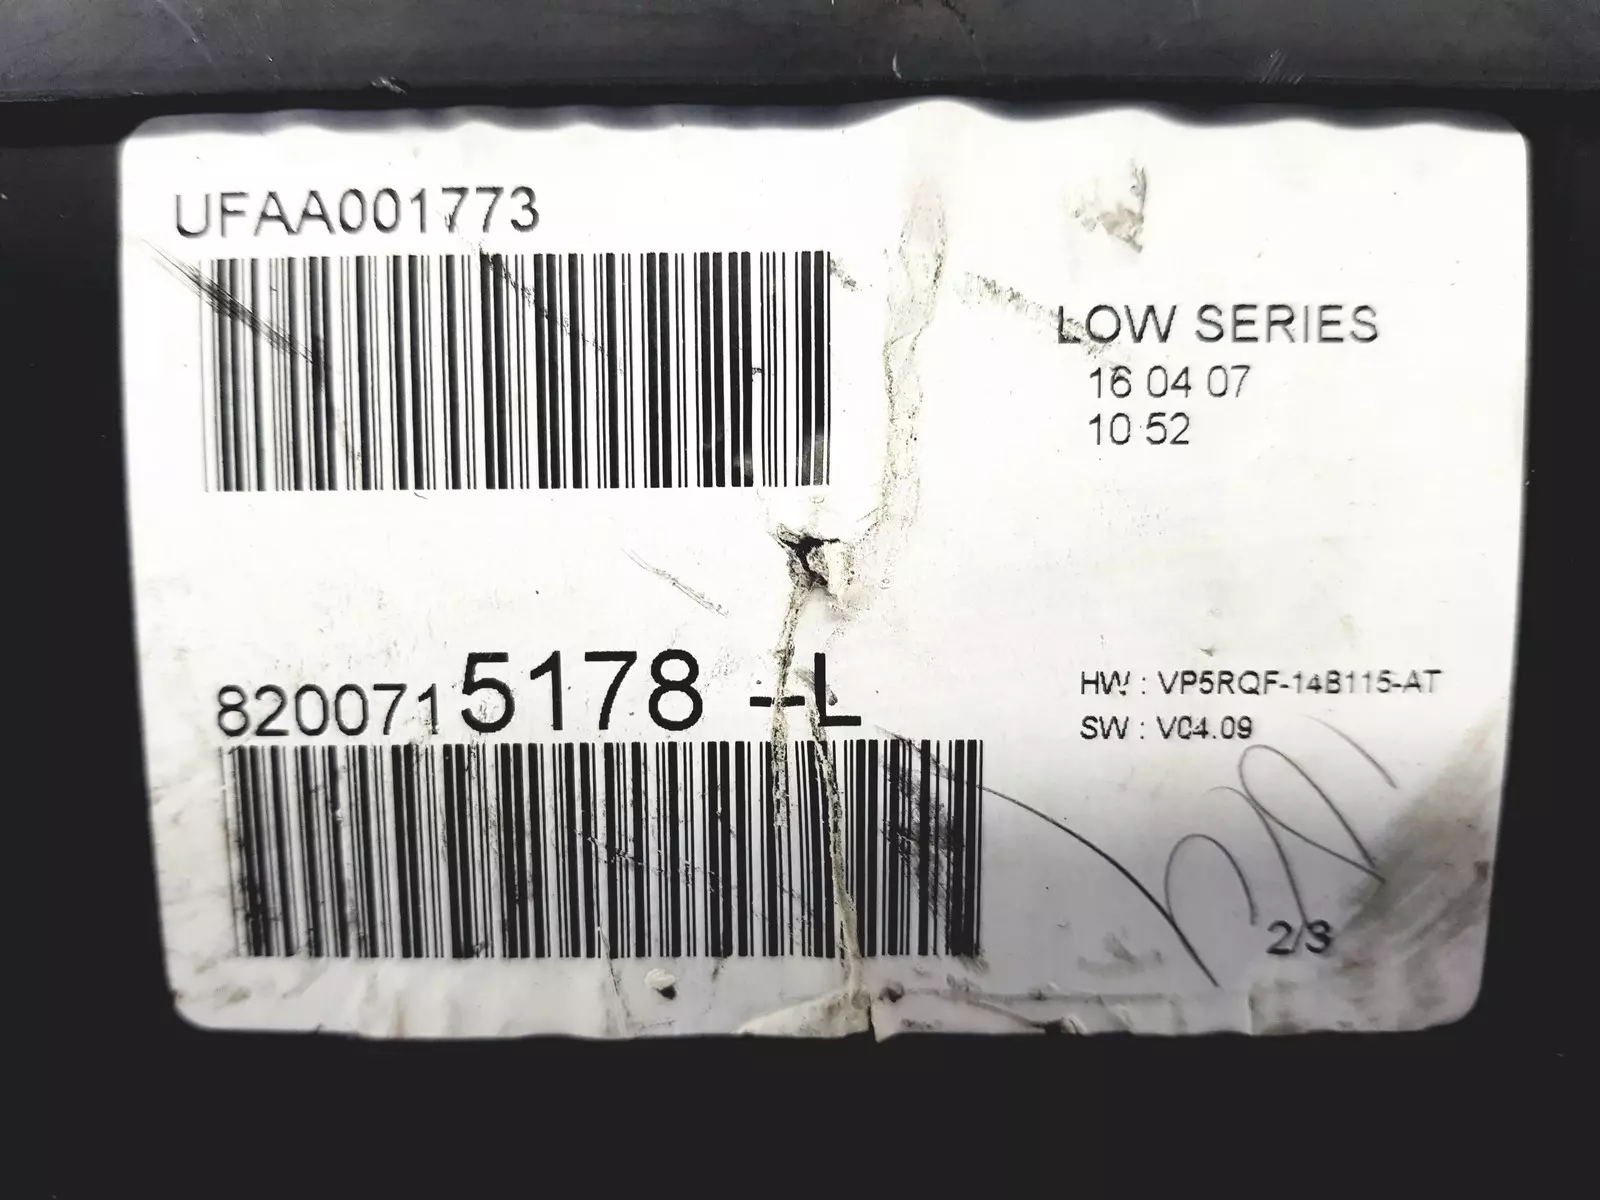 UFAA001773
LOW SERIES
16 04 07
10 52
8200715178 --L
HW : VP5RQF-14B115-AT
SW : V04.09
2/3